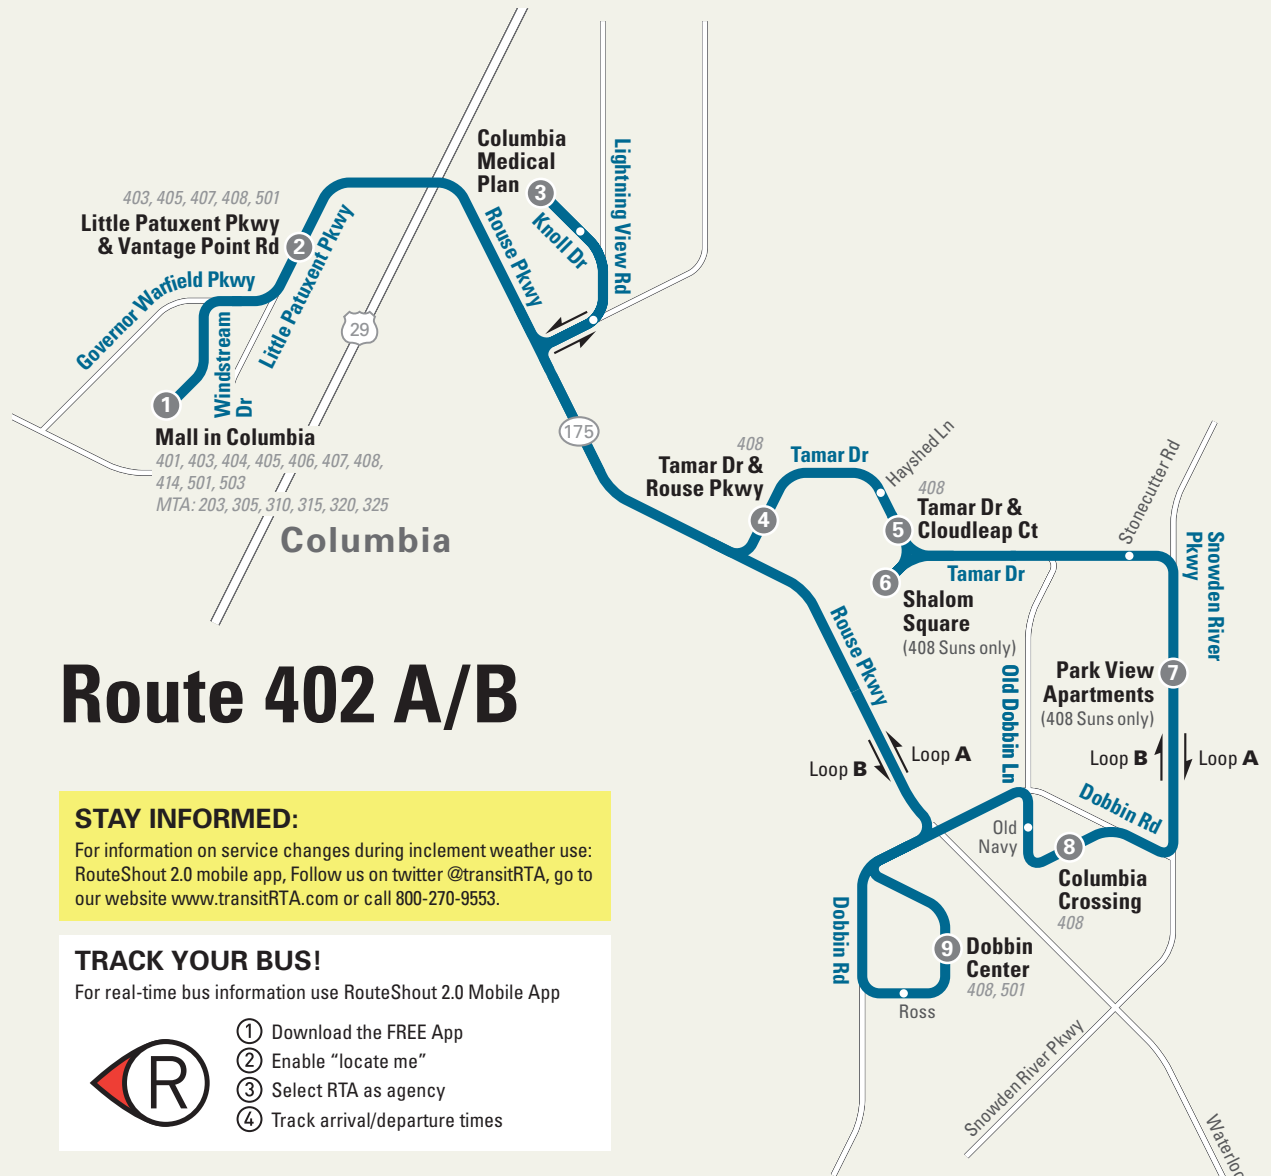 Columbia
Medical
Plan
3
Knoll Dr
Lightning View Rd
403, 405, 407, 408, 501
Little Patuxent Pkwy
& Vantage Point Rd
2
Governor Warfield Pkwy
Windstream
Dr
Little Patuxent Pkwy
Rouse Pkwy
29
1
Mall in Columbia
401, 403, 404, 405, 406, 407, 408,
414, 501, 503
MTA: 203, 305, 310, 315, 320, 325
Columbia
175
408
Tamar Dr &
Rouse Pkwy
4
Tamar Dr
Hayshed Ln
408
Tamar Dr &
Cloudleap Ct
5
6
Tamar Dr
Shalom
Square
(408 Suns only)
Stonecutter Rd
Snowden River
Pkwy
Rouse Pkwy
Old Dobbin Ln
Park View
Apartments
(408 Suns only)
7
Loop B
Loop A
Loop B
Loop A
Dobbin Rd
Old
Navy
8
Columbia
Crossing
408
Dobbin Rd
9
Dobbin
Center
408, 501
Ross
Snowden River Pkwy
Route 402 A/B
STAY INFORMED:
For information on service changes during inclement weather use:
RouteShout 2.0 mobile app, Follow us on twitter @transitRTA, go to
our website www.transitRTA.com or call 800-270-9553.
TRACK YOUR BUS!
For real-time bus information use RouteShout 2.0 Mobile App
R
1 Download the FREE App
2 Enable “locate me”
3 Select RTA as agency
4 Track arrival/departure times